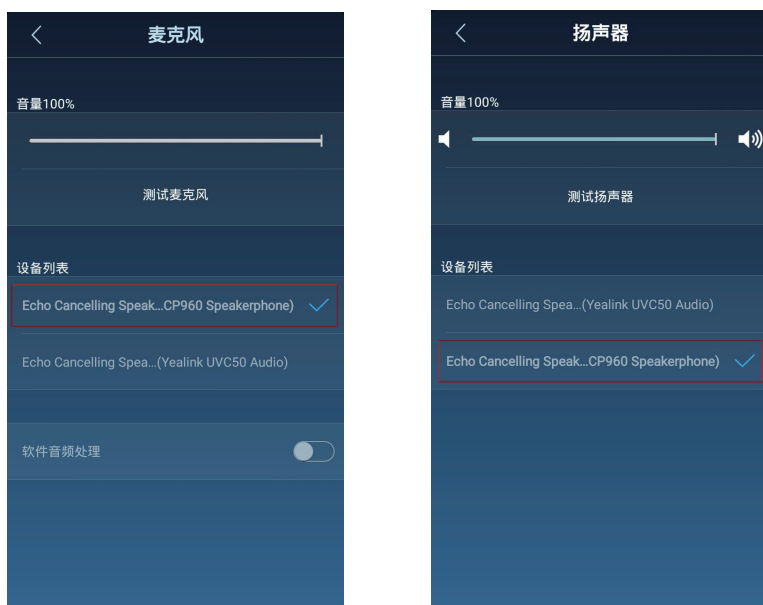 麦克风
音量100%
测试麦克风
设备列表
Echo Cancelling Speak...CP960 Speakerphone)
Echo Cancelling Spea...(Yealink UVC50 Audio)
软件音频处理
扬声器
音量100%
测试扬声器
设备列表
Echo Cancelling Spea...(Yealink UVC50 Audio)
Echo Cancelling Speak...CP960 Speakerphone)